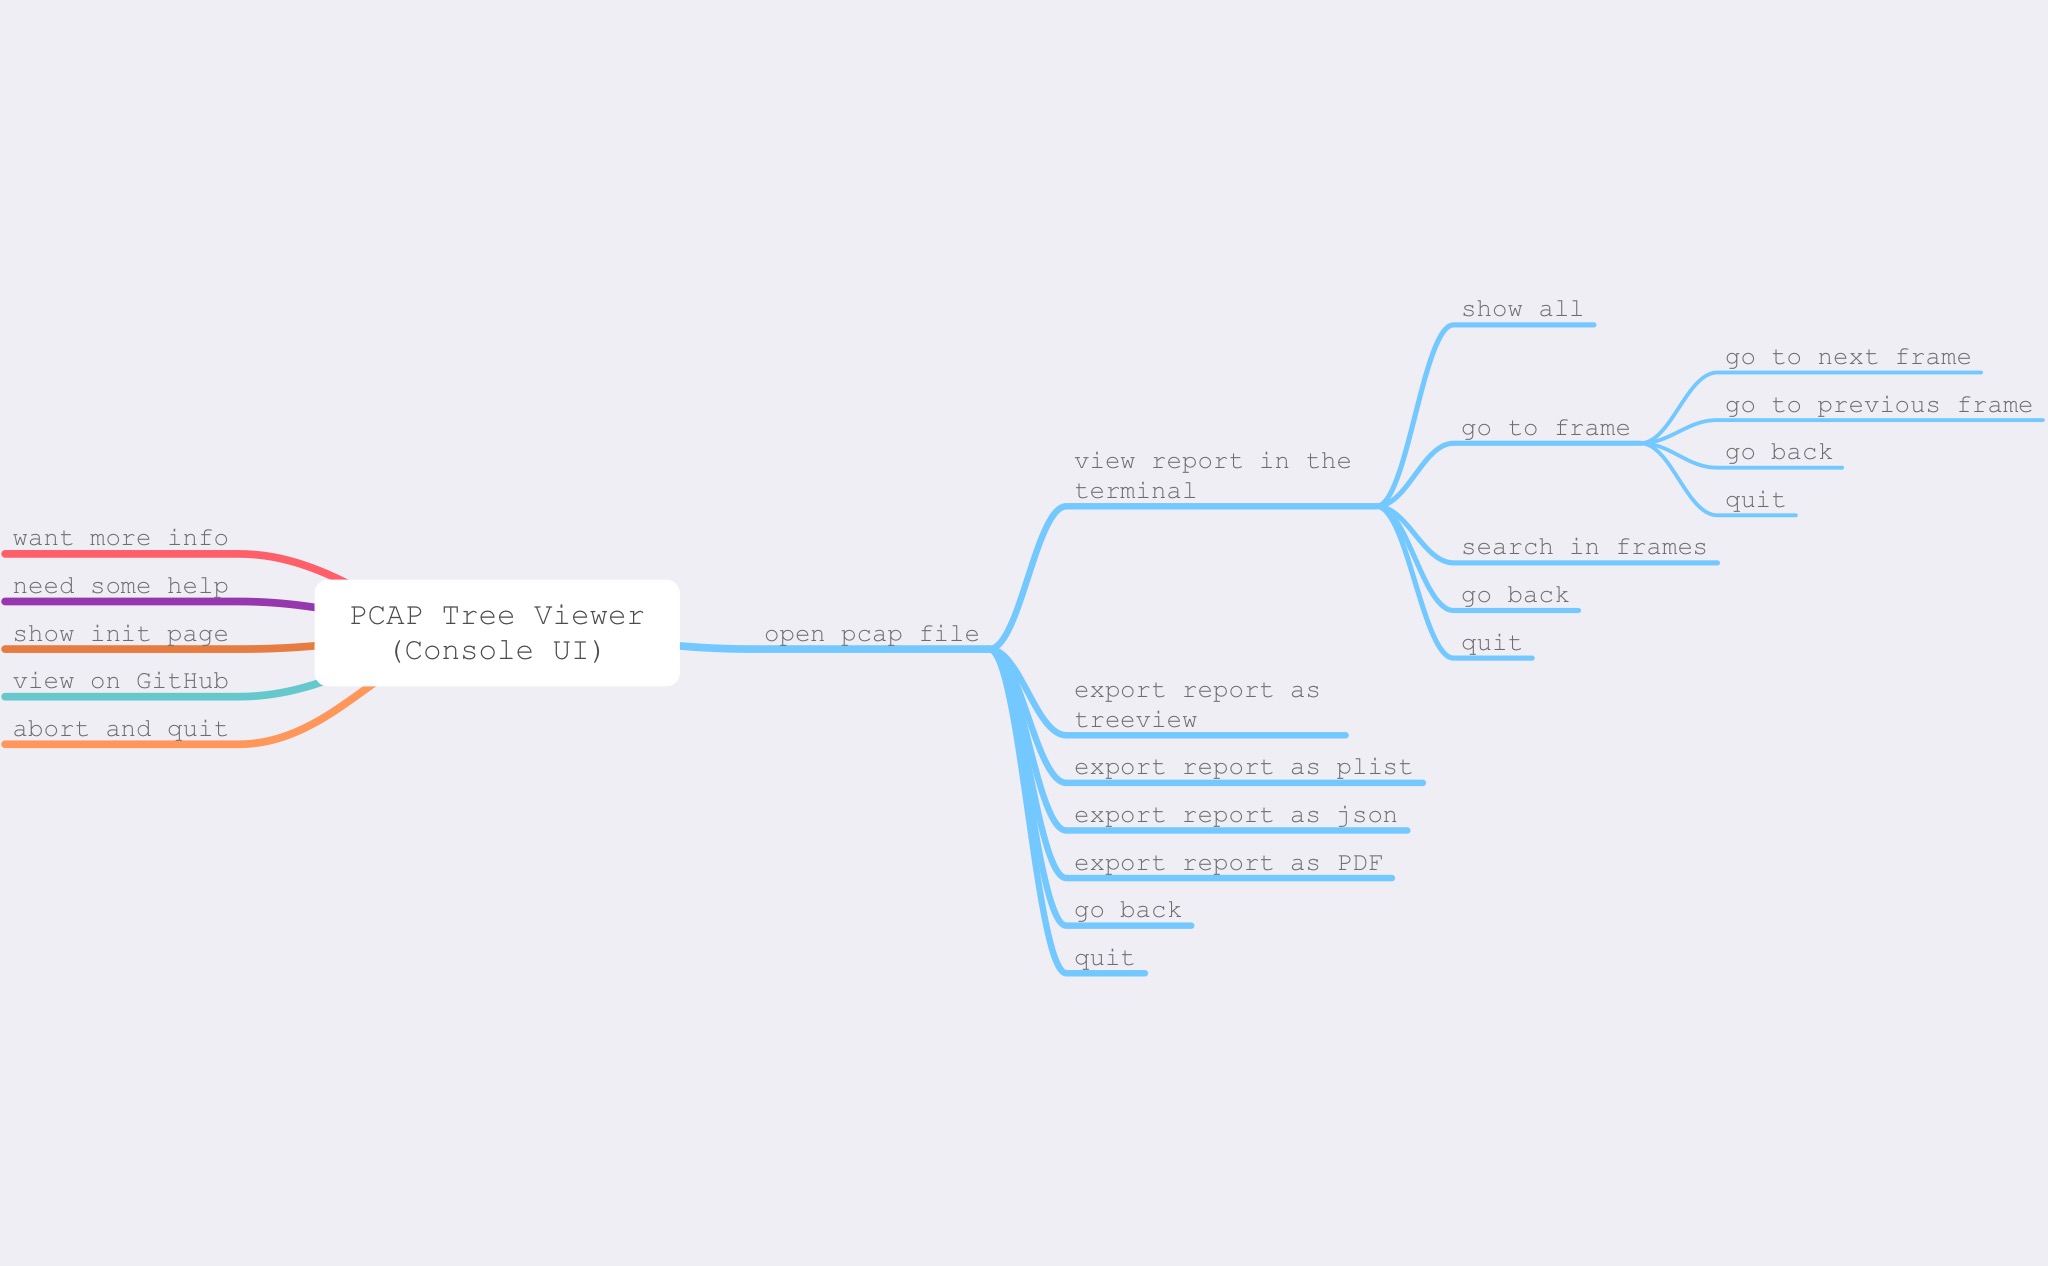 want more info
need some help
show init page
view on GitHub
abort and quit
PCAP Tree Viewer
(Console UI)
open pcap file
view report in the
terminal
show all
go to frame
go to next frame
go to previous frame
go back
quit
search in frames
go back
quit
export report as
treeview
export report as plist
export report as json
export report as PDF
go back
quit